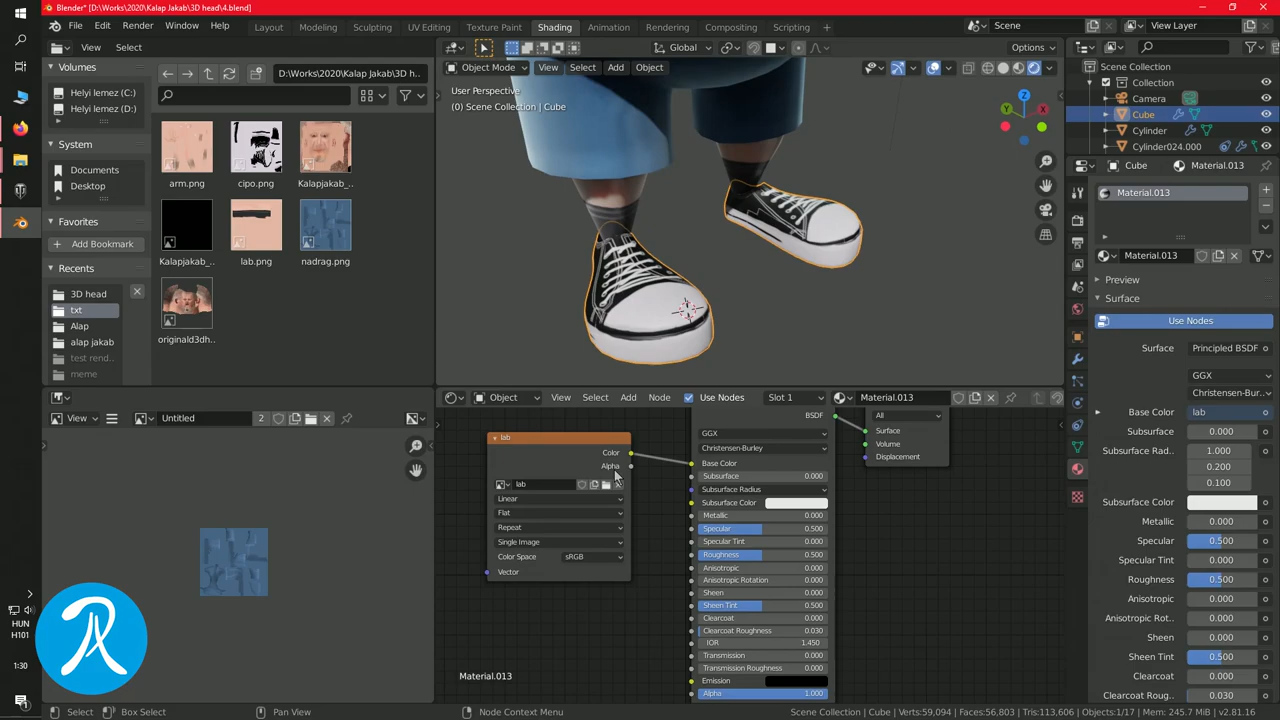 Blender* [D:\Works\2020\Kalap Jakab\3D head\4.blend]
File Edit Render Window Help Layout Modeling Sculpting UV Editing Texture Paint Shading Animation Rendering Compositing Scene View Layer
View Select Global Options
Volumes D:\Works\2020\Kalap Jakab\3D h.. Object Mode View Select Add Object Scene Collection
Helyi lemez (C:) User Perspective Collection
Helyi lemez (D:) (0) Scene Collection | Cube Camera
Z Y X
Cube
System Cylinder
Cylinder024.000
Documents Cube Material.013
Desktop arm.png cipo.png Kalapjakab_..
Material.013
Favorites
Add Bookmark
Material.013
Recents Kalapjakab_.. lab.png nadrag.png
3D head Preview
txt Surface
Alap Use Nodes
alap jakab originald3dh..
test rend.. Surface Principled BSDF
meme GGX
Christensen-Bur..
Object View Select Add Node Use Nodes Slot 1 Material.013
View Untitled 2 Base Color lab
BSDF All
Surface
Subsurface 0.000
GGX
Volume
lab Christensen-Burley Displacement Subsurface Rad.. 1.000
Color Base Color 0.200
Alpha Subsurface 0.000 0.100
lab Subsurface Radius
Linear Subsurface Color Subsurface Color
Flat Metallic 0.000 Metallic 0.000
Repeat Specular 0.500 Specular 0.500
Single Image Specular Tint 0.000 Specular Tint 0.000
Color Space sRGB Roughness 0.500
Vector Anisotropic 0.000 Roughness 0.500
Anisotropic Rotation 0.000
Sheen 0.000 Anisotropic 0.000
Sheen Tint 0.500 Anisotropic Rot.. 0.000
Clearcoat 0.000
Clearcoat Roughness 0.030 Sheen 0.000
IOR 1.450
Transmission 0.000 Sheen Tint 0.500
Transmission Roughness 0.000
Material.013 Emission Clearcoat 0.000
Alpha 1.000 Clearcoat Roug.. 0.030
HUN
H101
1:30
Select Box Select Pan View Node Context Menu Scene Collection | Cube | Verts:59,094 | Faces:56,803 | Tris:113,606 | Objects:1/17 | Mem: 245.7 MiB | v2.81.16